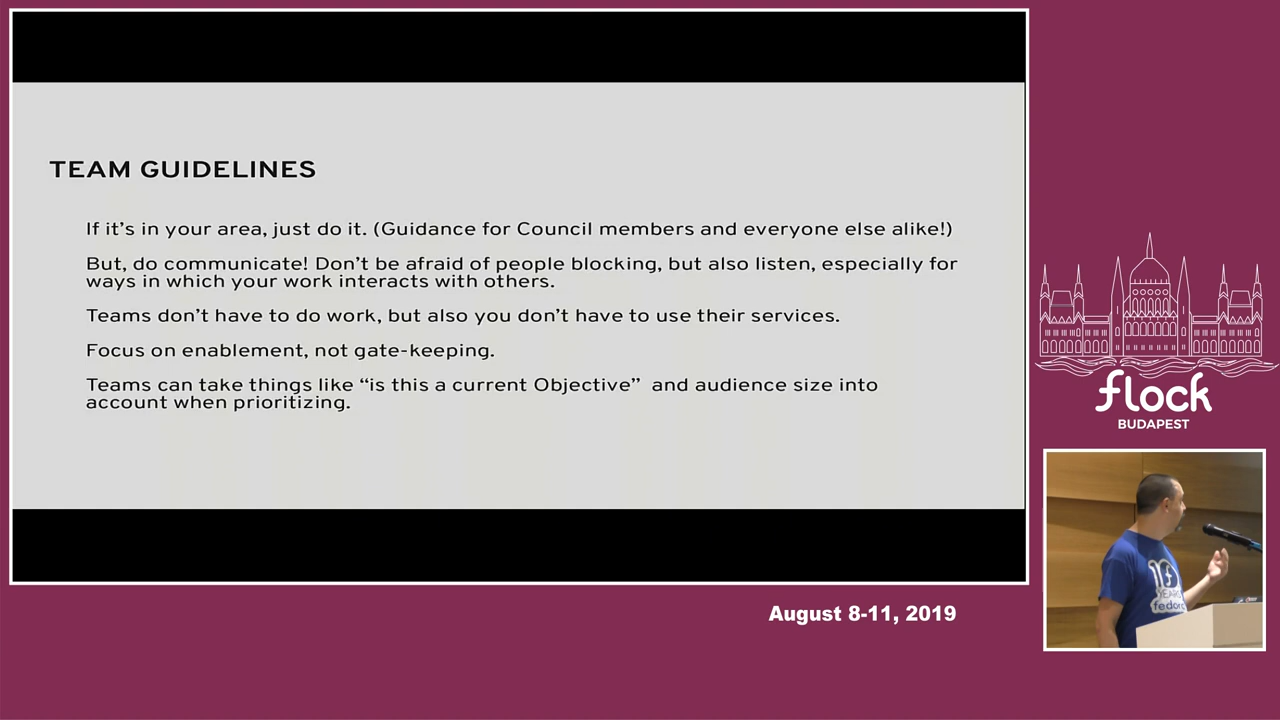 TEAM GUIDELINES
If it’s in your area, just do it. (Guidance for Council members and everyone else alike!)
But, do communicate! Don’t be afraid of people blocking, but also listen, especially for
ways in which your work interacts with others.
Teams don’t have to do work, but also you don’t have to use their services.
Focus on enablement, not gate-keeping.
Teams can take things like “is this a current Objective”  and audience size into
account when prioritizing.
flock
BUDAPEST
10
YEARS
fedora
August 8-11, 2019